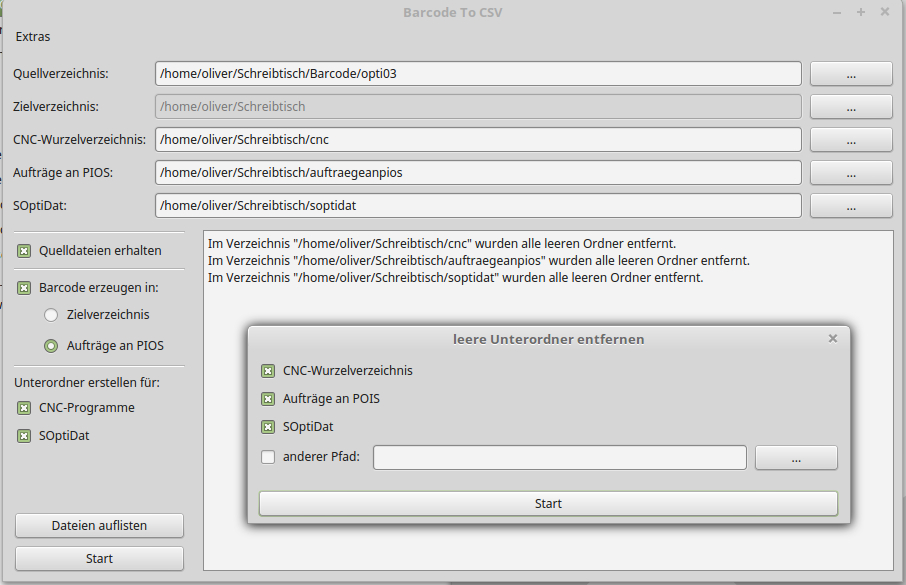 Barcode To CSV
Extras
Quellverzeichnis: /home/oliver/Schreibtisch/Barcode/opti03 ...
Zielverzeichnis: /home/oliver/Schreibtisch ...
CNC-Wurzelverzeichnis: /home/oliver/Schreibtisch/cnc ...
Aufträge an PIOS: /home/oliver/Schreibtisch/auftraegeanpios ...
SOptiDat: /home/oliver/Schreibtisch/soptidat ...
Quelldateien erhalten
Barcode erzeugen in:
Zielverzeichnis
Aufträge an PIOS
Unterordner erstellen für:
CNC-Programme
SOptiDat
Dateien auflisten
Start
Im Verzeichnis "/home/oliver/Schreibtisch/cnc" wurden alle leeren Ordner entfernt.
Im Verzeichnis "/home/oliver/Schreibtisch/auftraegeanpios" wurden alle leeren Ordner entfernt.
Im Verzeichnis "/home/oliver/Schreibtisch/soptidat" wurden alle leeren Ordner entfernt.
leere Unterordner entfernen
CNC-Wurzelverzeichnis
Aufträge an POIS
SOptiDat
anderer Pfad: ...
Start